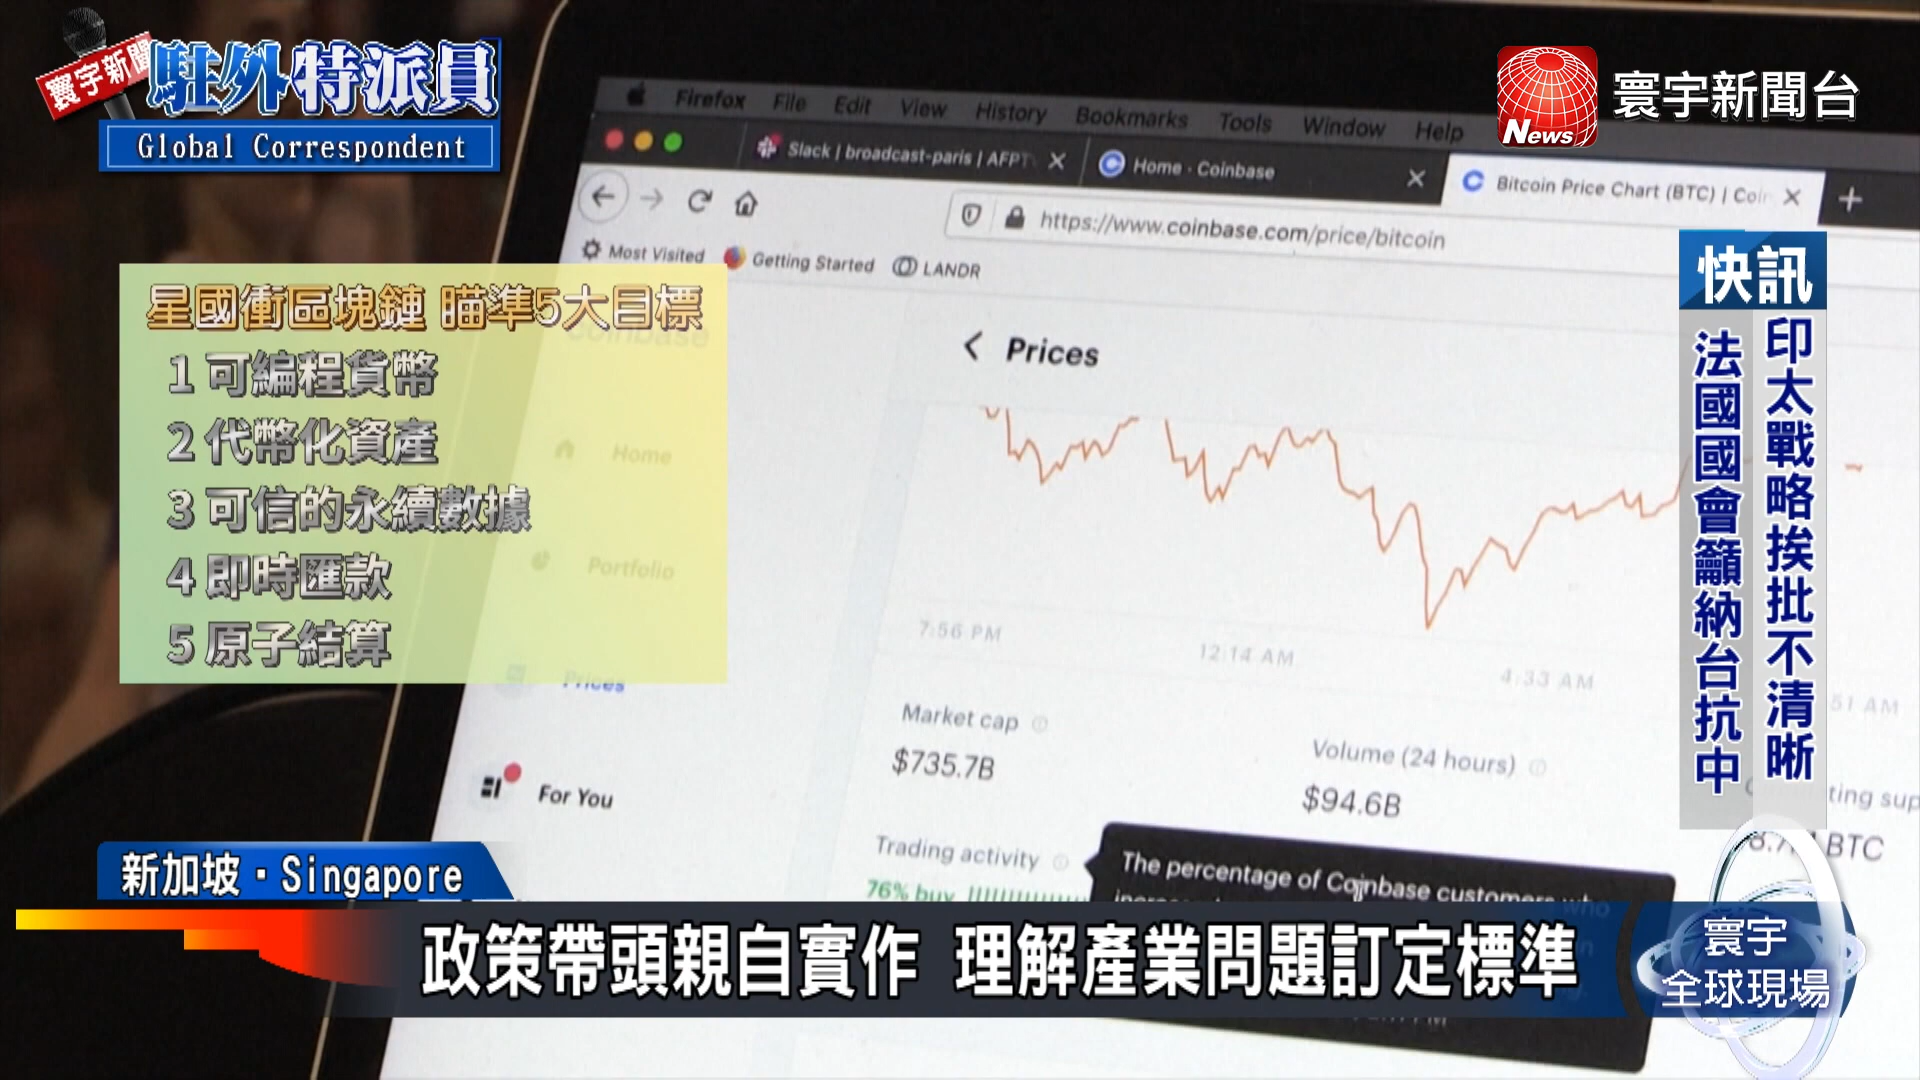 寰宇新聞
駐外特派員
Global Correspondent
News
寰宇新聞台
Firefox File Edit View History Bookmarks Tools Window Help
Slack | broadcast-paris | AFPT
Home · Coinbase
Bitcoin Price Chart (BTC) | Coin
https://www.coinbase.com/price/bitcoin
Most Visited
Getting Started
LANDR
coinbase
星國衝區塊鏈 瞄準5大目標
1 可編程貨幣
2 代幣化資產
3 可信的永續數據
4 即時匯款
5 原子結算
Home
Portfolio
Prices
For You
Prices
7:56 PM
12:14 AM
4:33 AM
51 AM
Market cap
$735.7B
Volume (24 hours)
$94.6B
ting sup
BTC
Trading activity
76% buy
The percentage of Coinbase customers who
快訊
印太戰略挨批不清晰
法國國會籲納台抗中
新加坡·Singapore
政策帶頭親自實作 理解產業問題訂定標準
寰宇
全球現場